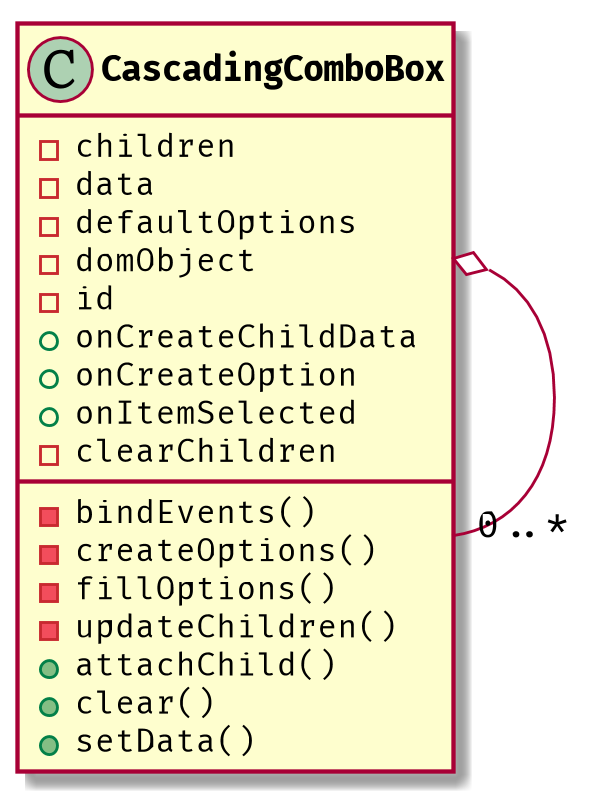 C CascadingComboBox
children
data
defaultOptions
domObject
id
onCreateChildData
onCreateOption
onItemSelected
clearChildren
bindEvents()
createOptions()
fillOptions()
updateChildren()
attachChild()
clear()
setData()
0..*